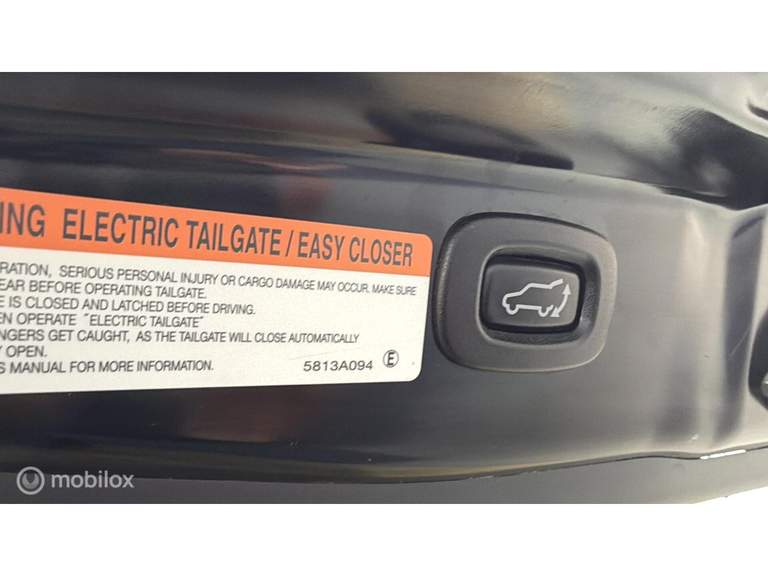 ING ELECTRIC TAILGATE / EASY CLOSER
RATION, SERIOUS PERSONAL INJURY OR CARGO DAMAGE MAY OCCUR. MAKE SURE
EAR BEFORE OPERATING TAILGATE.
E IS CLOSED AND LATCHED BEFORE DRIVING.
EN OPERATE "ELECTRIC TAILGATE"
NGERS GET CAUGHT, AS THE TAILGATE WILL CLOSE AUTOMATICALLY
Y OPEN.
S MANUAL FOR MORE INFORMATION. 5813A094 E
m mobilox